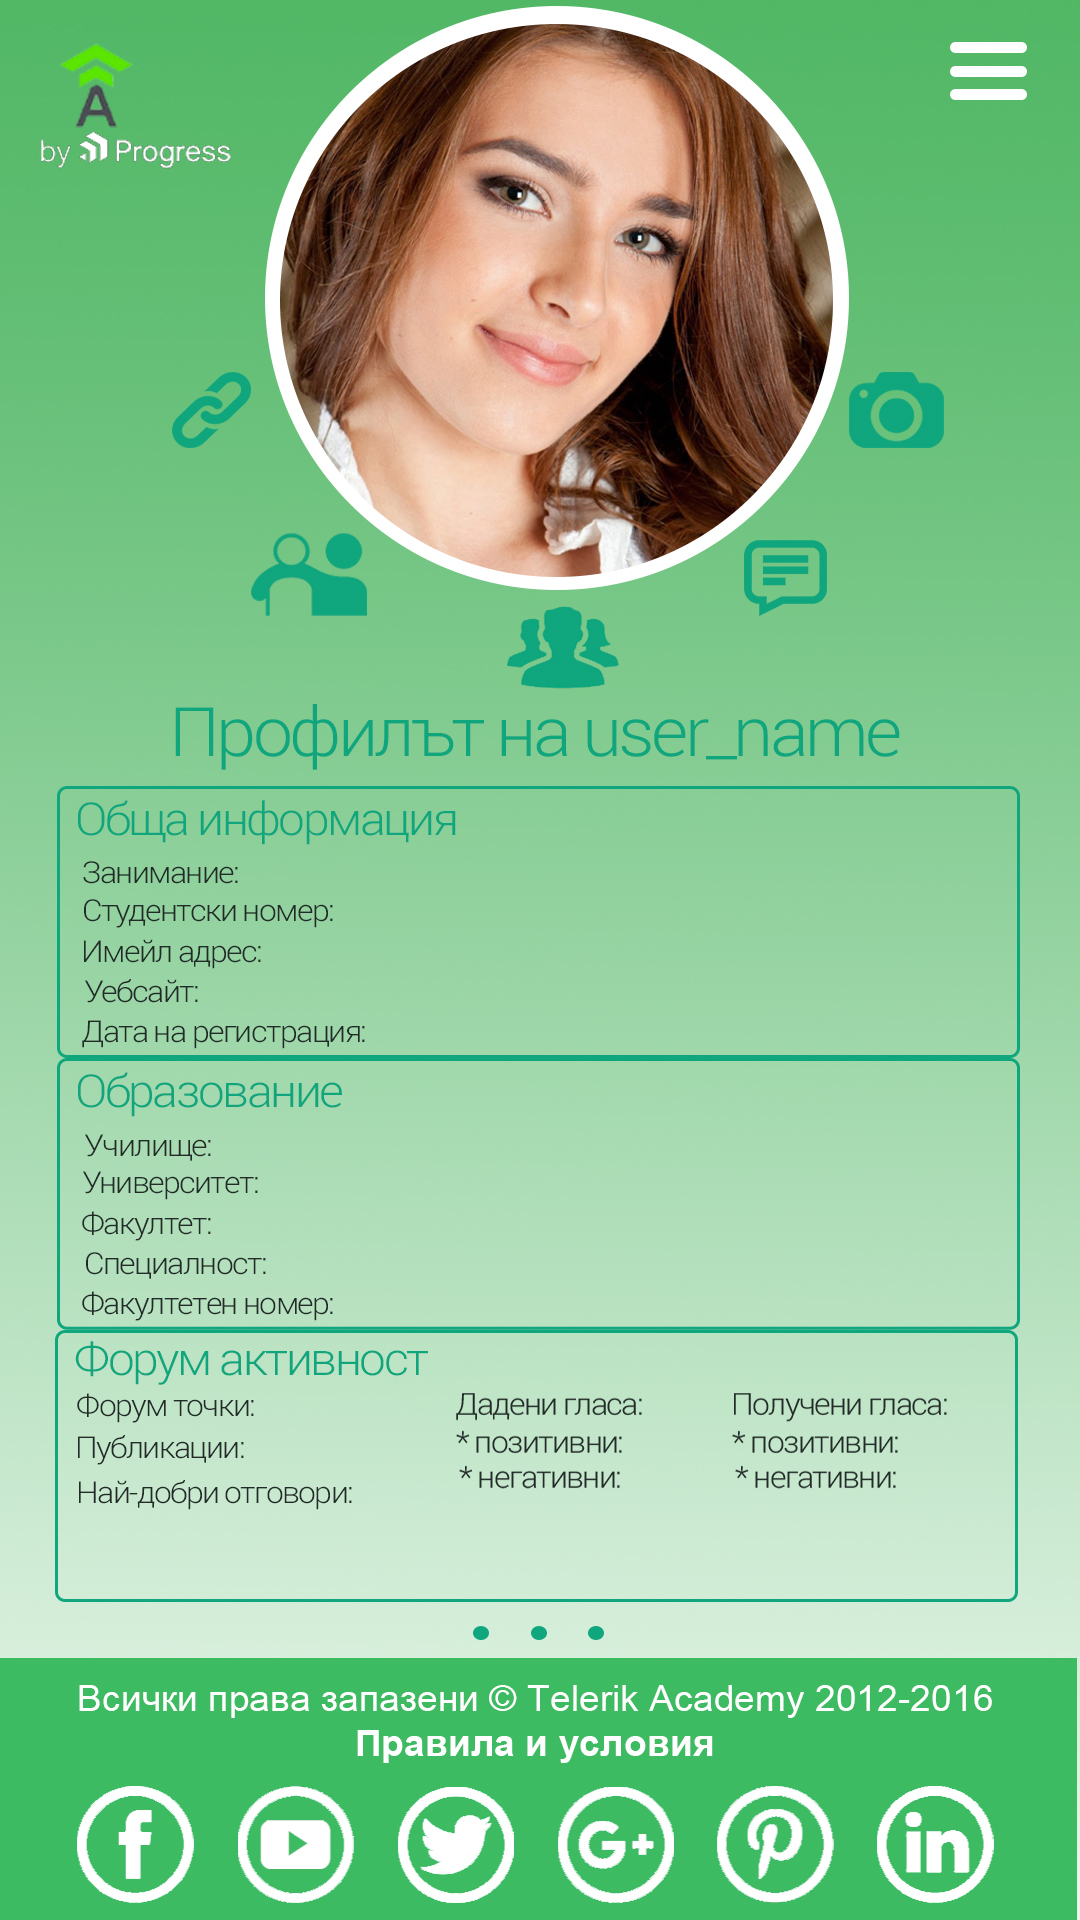 A
by Progress
Профилът на user_name
Обща информация
Занимание:
Студентски номер:
Имейл адрес:
Уебсайт:
Дата на регистрация:
Образование
Училище:
Университет:
Факултет:
Специалност:
Факултетен номер:
Форум активност
Форум точки:
Публикации:
Най-добри отговори:
Дадени гласа:
* позитивни:
* негативни:
Получени гласа:
* позитивни:
* негативни:
Всички права запазени © Telerik Academy 2012-2016
Правила и условия